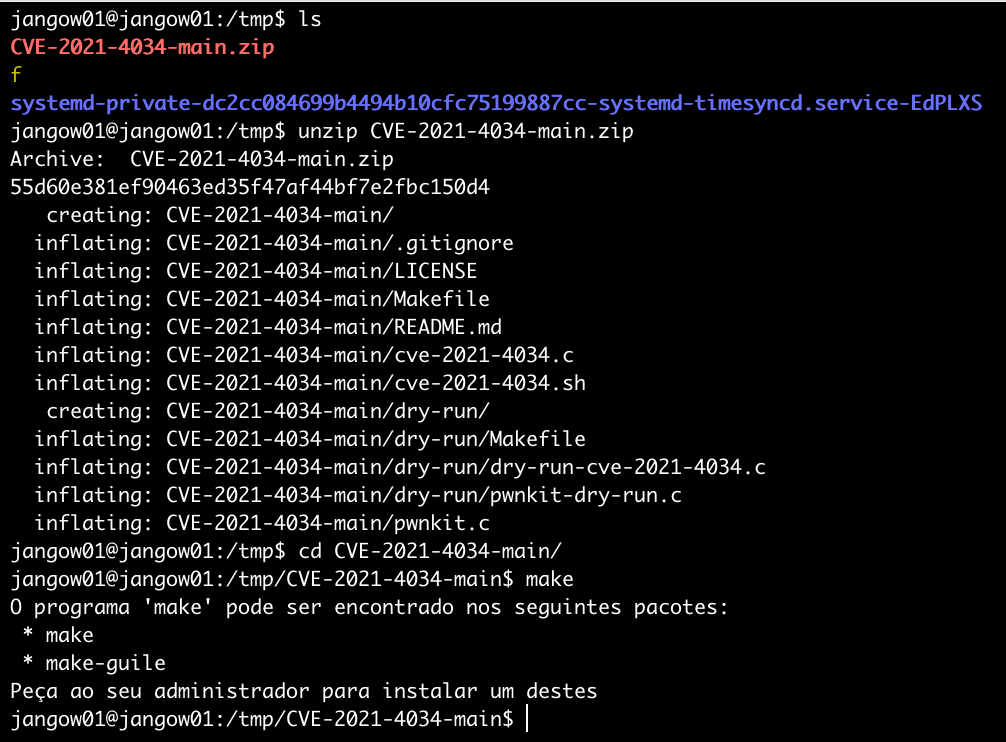 jangow01@jangow01:/tmp$ ls
CVE-2021-4034-main.zip
f
systemd-private-dc2cc084699b4494b10cfc75199887cc-systemd-timesyncd.service-EdPLXS
jangow01@jangow01:/tmp$ unzip CVE-2021-4034-main.zip
Archive:  CVE-2021-4034-main.zip
55d60e381ef90463ed35f47af44bf7e2fbc150d4
   creating: CVE-2021-4034-main/
  inflating: CVE-2021-4034-main/.gitignore
  inflating: CVE-2021-4034-main/LICENSE
  inflating: CVE-2021-4034-main/Makefile
  inflating: CVE-2021-4034-main/README.md
  inflating: CVE-2021-4034-main/cve-2021-4034.c
  inflating: CVE-2021-4034-main/cve-2021-4034.sh
   creating: CVE-2021-4034-main/dry-run/
  inflating: CVE-2021-4034-main/dry-run/Makefile
  inflating: CVE-2021-4034-main/dry-run/dry-run-cve-2021-4034.c
  inflating: CVE-2021-4034-main/dry-run/pwnkit-dry-run.c
  inflating: CVE-2021-4034-main/pwnkit.c
jangow01@jangow01:/tmp$ cd CVE-2021-4034-main/
jangow01@jangow01:/tmp/CVE-2021-4034-main$ make
O programa 'make' pode ser encontrado nos seguintes pacotes:
 * make
 * make-guile
Peça ao seu administrador para instalar um destes
jangow01@jangow01:/tmp/CVE-2021-4034-main$